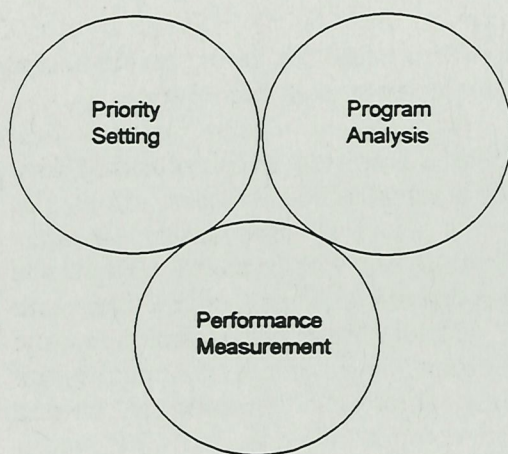 Priority
Setting
Program
Analysis
Performance
Measurement